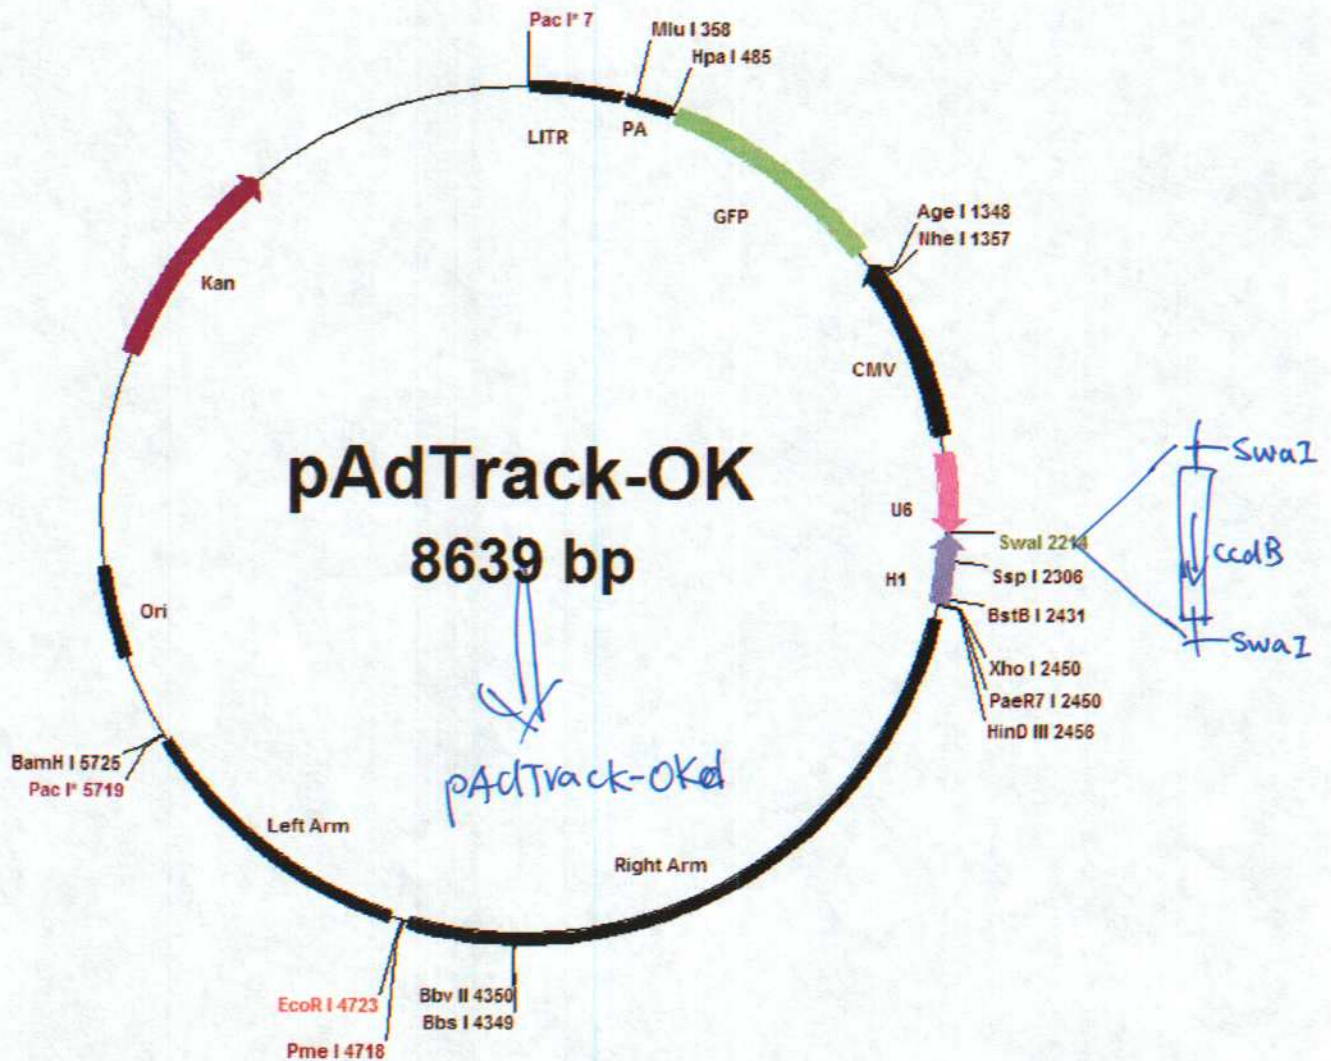 Pac I* 7
Mlu I 358
Hpa I 485
LITR
PA
GFP
Age I 1348
Nhe I 1357
Kan
CMV
pAdTrack-OK
8639 bp
U6
SwaI 2214
H1
Ssp I 2306
BstB I 2431
SwaI
ccdB
SwaI
Ori
Xho I 2450
PaeR7 I 2450
HinD III 2456
BamH I 5725
Pac I* 5719
pAdTrack-OKd
Left Arm
Right Arm
EcoR I 4723
Pme I 4718
Bbv II 4350
Bbs I 4349